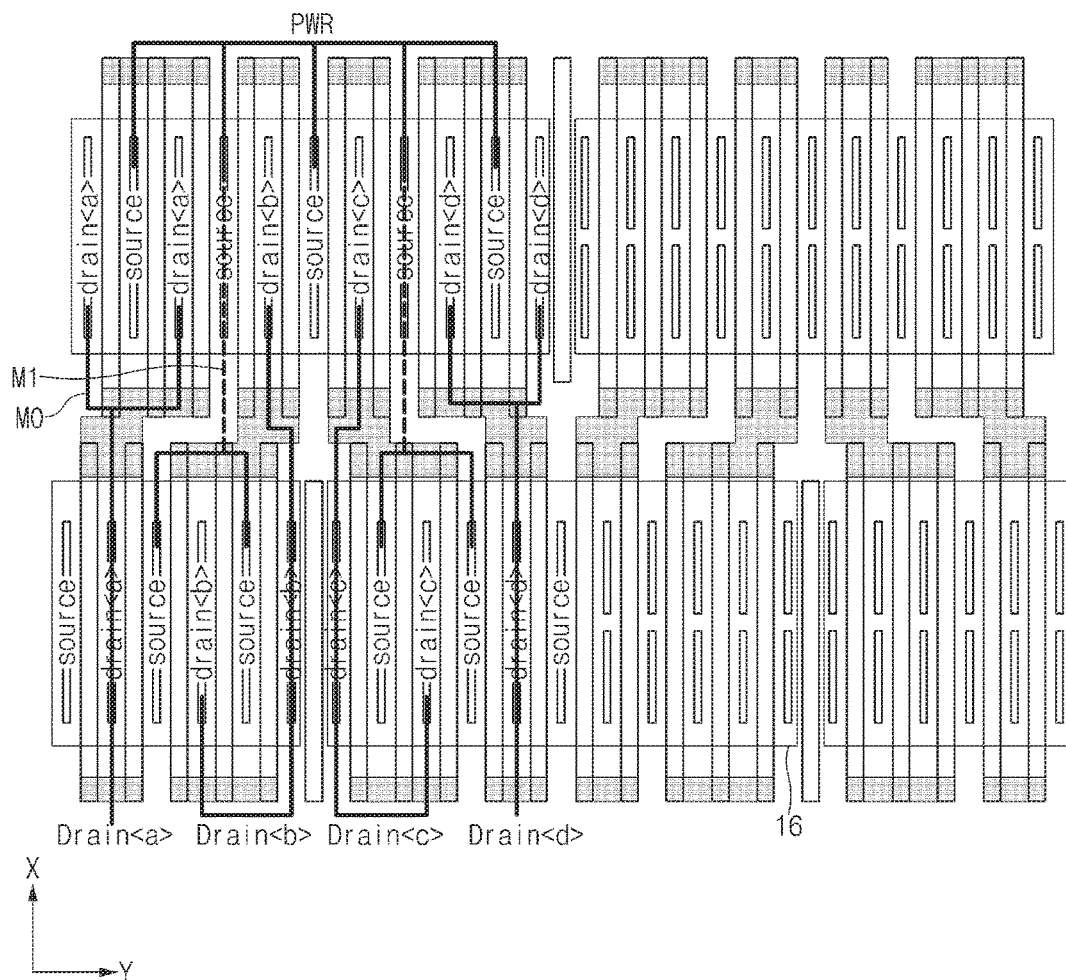 PWR
drain<a>
source
drain<a>
source
drain<b>
source
drain<c>
source
drain<d>
source
drain<d>
M1
M0
source
drain<a>
source
drain<b>
source
drain<b>
drain<c>
source
drain<c>
source
drain<d>
source
Drain<a>
Drain<b>
Drain<c>
Drain<d>
16
X
Y